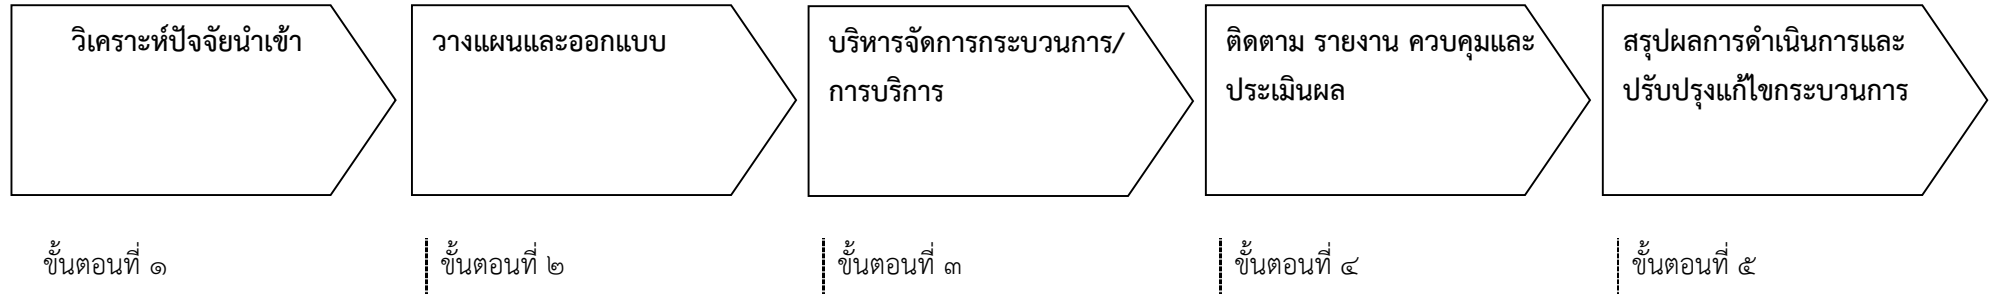 วิเคราะห์ปัจจัยนำเข้า
วางแผนและออกแบบ
บริหารจัดการกระบวนการ/
การบริการ
ติดตาม รายงาน ควบคุมและ
ประเมินผล
สรุปผลการดำเนินการและ
ปรับปรุงแก้ไขกระบวนการ
ขั้นตอนที่ ๑
ขั้นตอนที่ ๒
ขั้นตอนที่ ๓
ขั้นตอนที่ ๔
ขั้นตอนที่ ๕